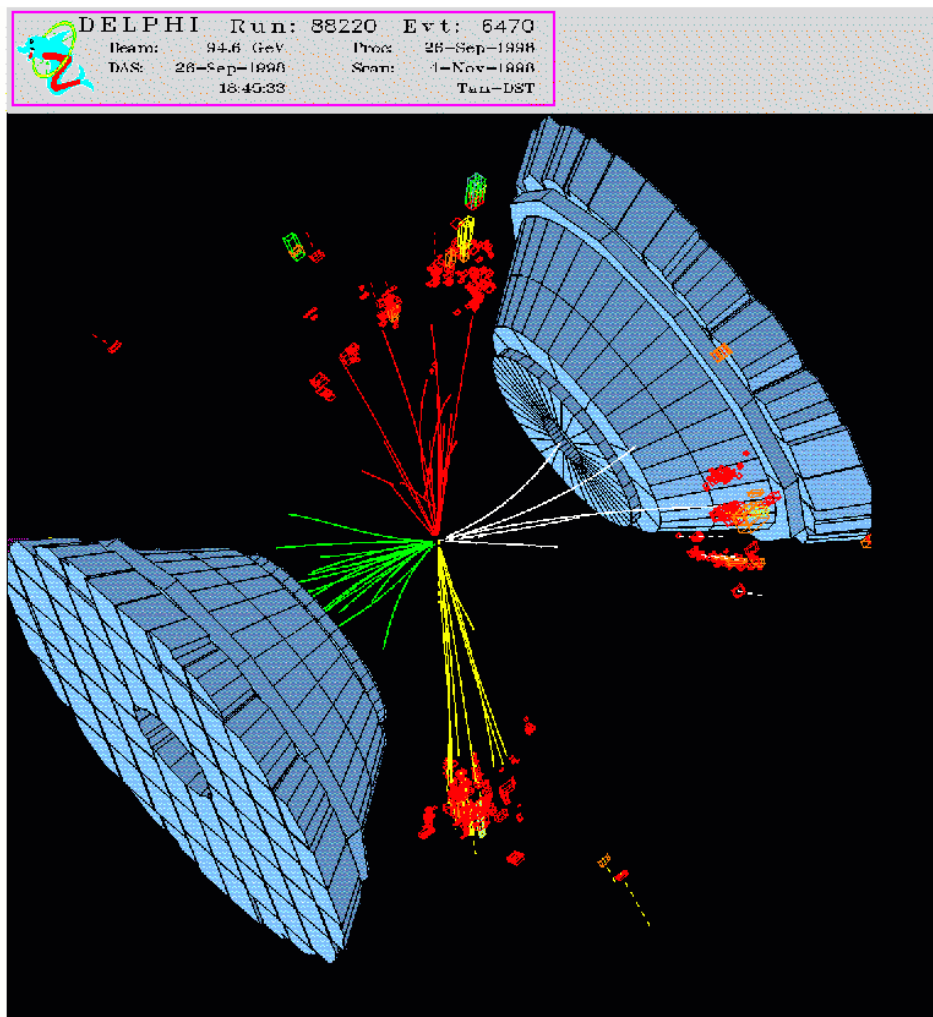 DELPHI Run: 88220 Evt: 6470
Beam: 94.6 GeV Proc: 26-Sep-1998
DAS: 26-Sep-1998 Scan: 4-Nov-1998
18:45:33 Tan-DST